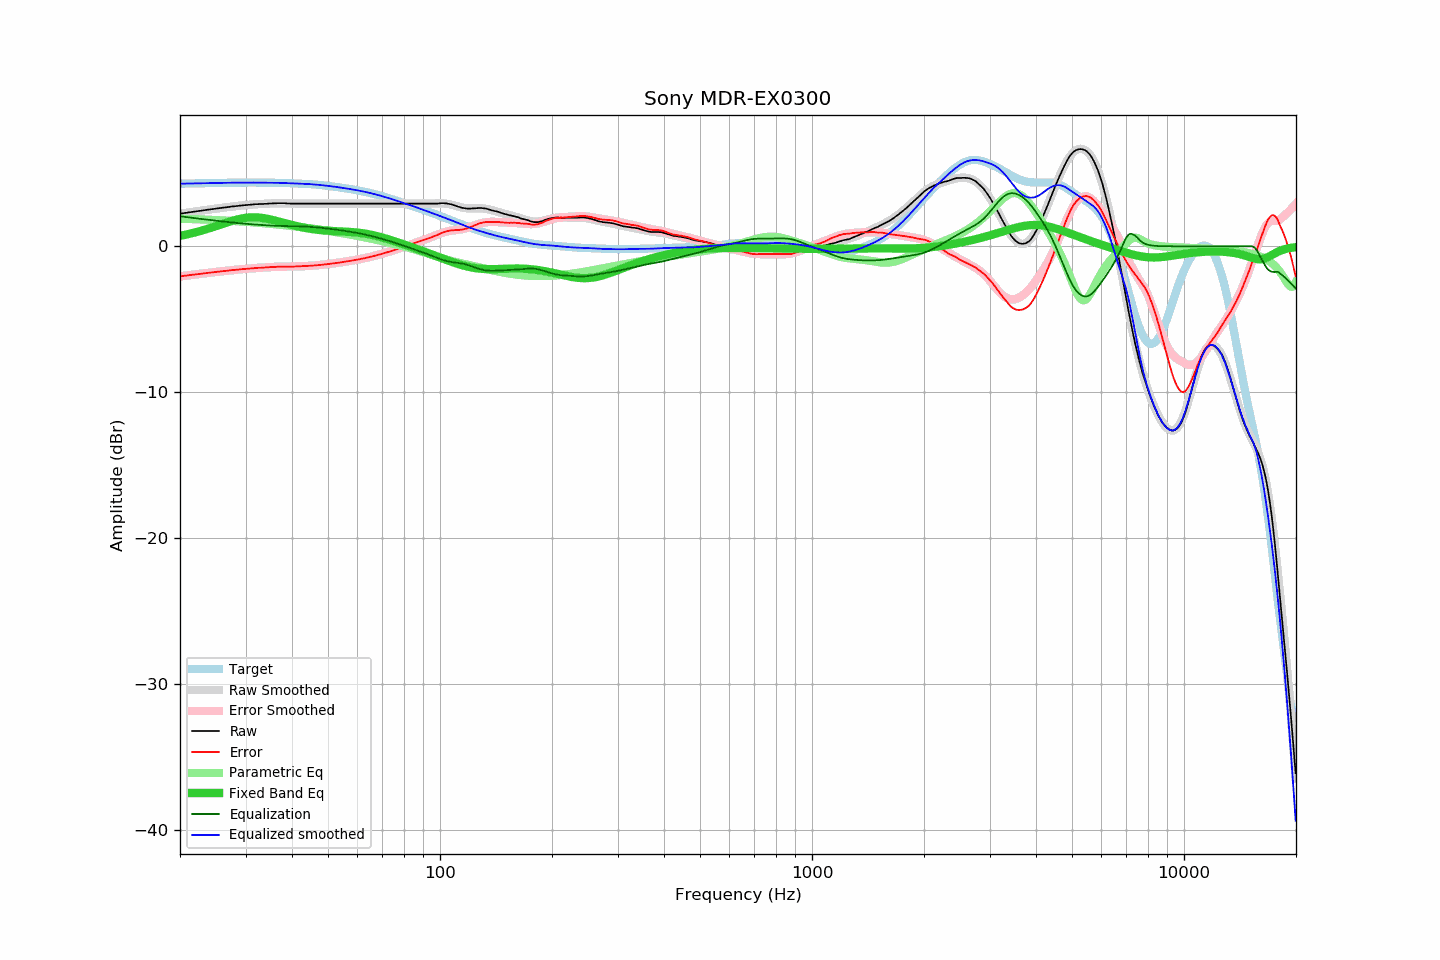 Sony MDR-EX0300
Amplitude (dBr)
0
−10
−20
−30
−40
Target
Raw Smoothed
Error Smoothed
Raw
Error
Parametric Eq
Fixed Band Eq
Equalization
Equalized smoothed
100
1000
10000
Frequency (Hz)